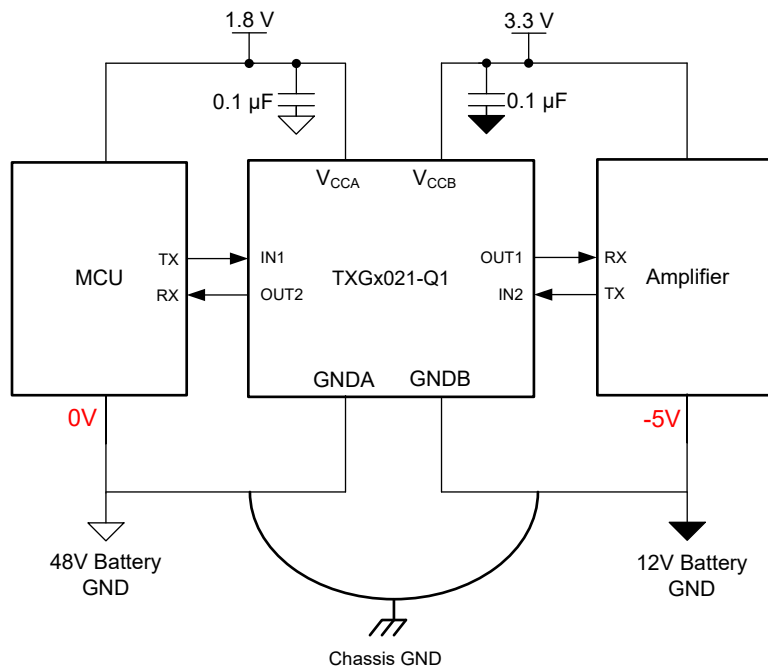 1.8 V
3.3 V
0.1 µF
0.1 µF
VCCA
VCCB
TX
IN1
OUT1
RX
MCU
TXGx021-Q1
Amplifier
RX
OUT2
IN2
TX
GNDA
GNDB
0V
-5V
48V Battery
GND
12V Battery
GND
Chassis GND